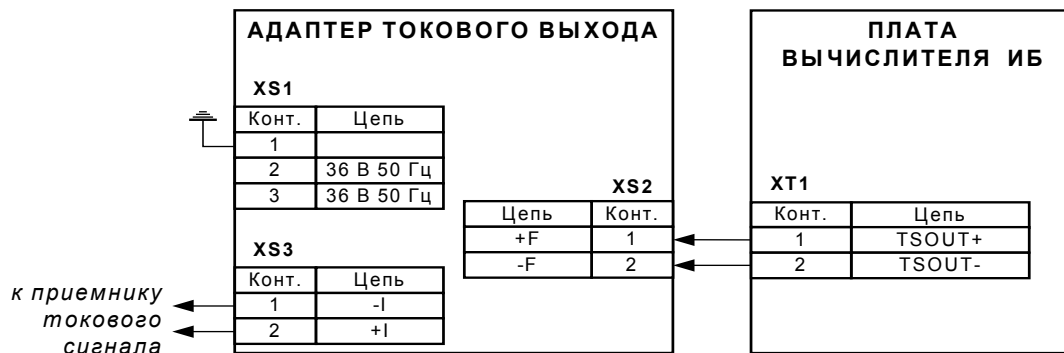 АДАПТЕР ТОКОВОГО ВЫХОДА
XS1
Конт. Цепь
1
2 36 В 50 Гц
3 36 В 50 Гц
XS2
Цепь Конт.
+F 1
-F 2
XS3
Конт. Цепь
1 -I
2 +I
к приемнику
токового
сигнала
ПЛАТА
ВЫЧИСЛИТЕЛЯ ИБ
XT1
Конт. Цепь
1 TSOUT+
2 TSOUT-